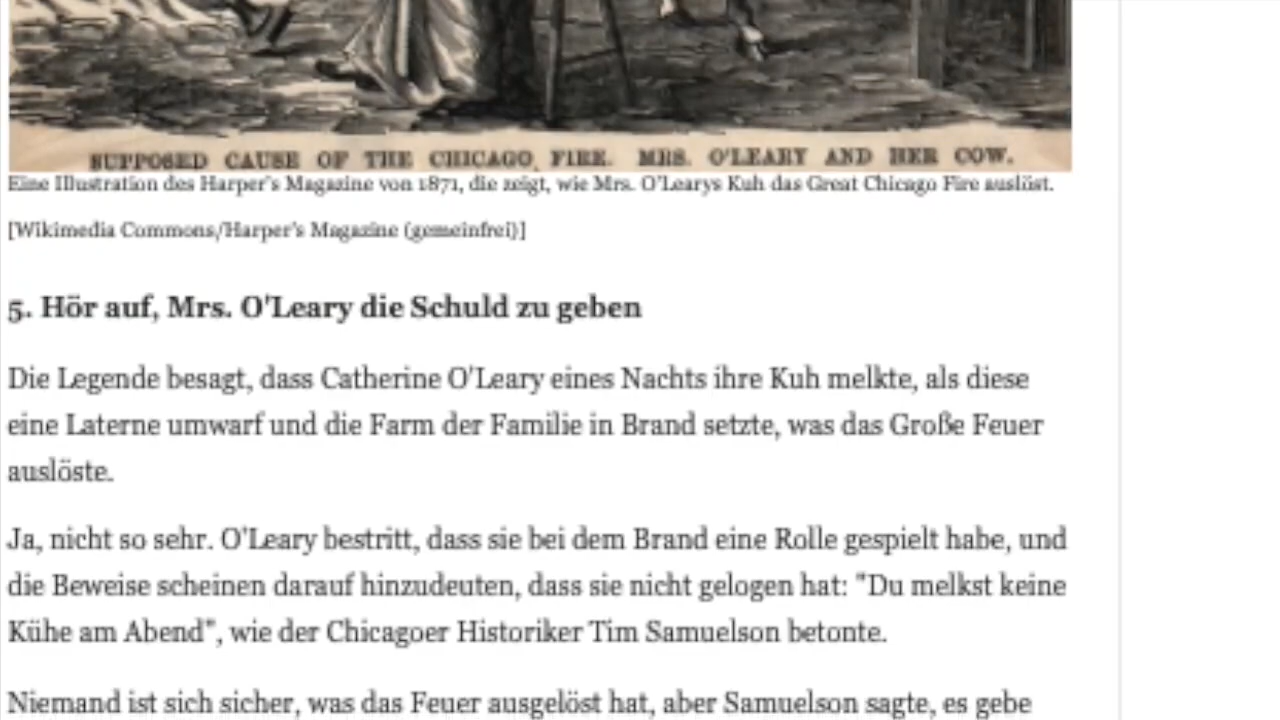 SUPPOSED CAUSE OF THE CHICAGO FIRE. MRS. O'LEARY AND HER COW.
Eine Illustration des Harper's Magazine von 1871, die zeigt, wie Mrs. O'Learys Kuh das Great Chicago Fire auslöst.
[Wikimedia Commons/Harper's Magazine (gemeinfrei)]
5. Hör auf, Mrs. O'Leary die Schuld zu geben
Die Legende besagt, dass Catherine O'Leary eines Nachts ihre Kuh melkte, als diese
eine Laterne umwarf und die Farm der Familie in Brand setzte, was das Große Feuer
auslöste.
Ja, nicht so sehr. O'Leary bestritt, dass sie bei dem Brand eine Rolle gespielt habe, und
die Beweise scheinen darauf hinzudeuten, dass sie nicht gelogen hat: "Du melkst keine
Kühe am Abend", wie der Chicagoer Historiker Tim Samuelson betonte.
Niemand ist sich sicher, was das Feuer ausgelöst hat, aber Samuelson sagte, es gebe